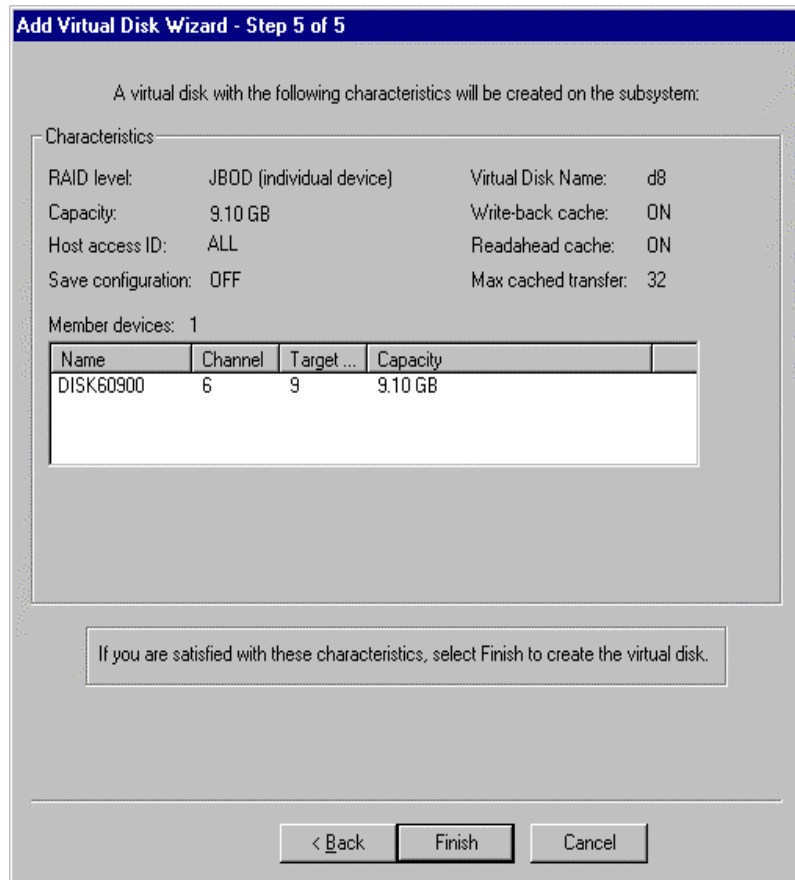 Add Virtual Disk Wizard - Step 5 of 5
A virtual disk with the following characteristics will be created on the subsystem:
Characteristics
RAID level: JBOD (individual device) Virtual Disk Name: d8
Capacity: 9.10 GB Write-back cache: ON
Host access ID: ALL Readahead cache: ON
Save configuration: OFF Max cached transfer: 32
Member devices: 1
Name Channel Target ... Capacity
DISK60900 6 9 9.10 GB
If you are satisfied with these characteristics, select Finish to create the virtual disk.
< Back Finish Cancel